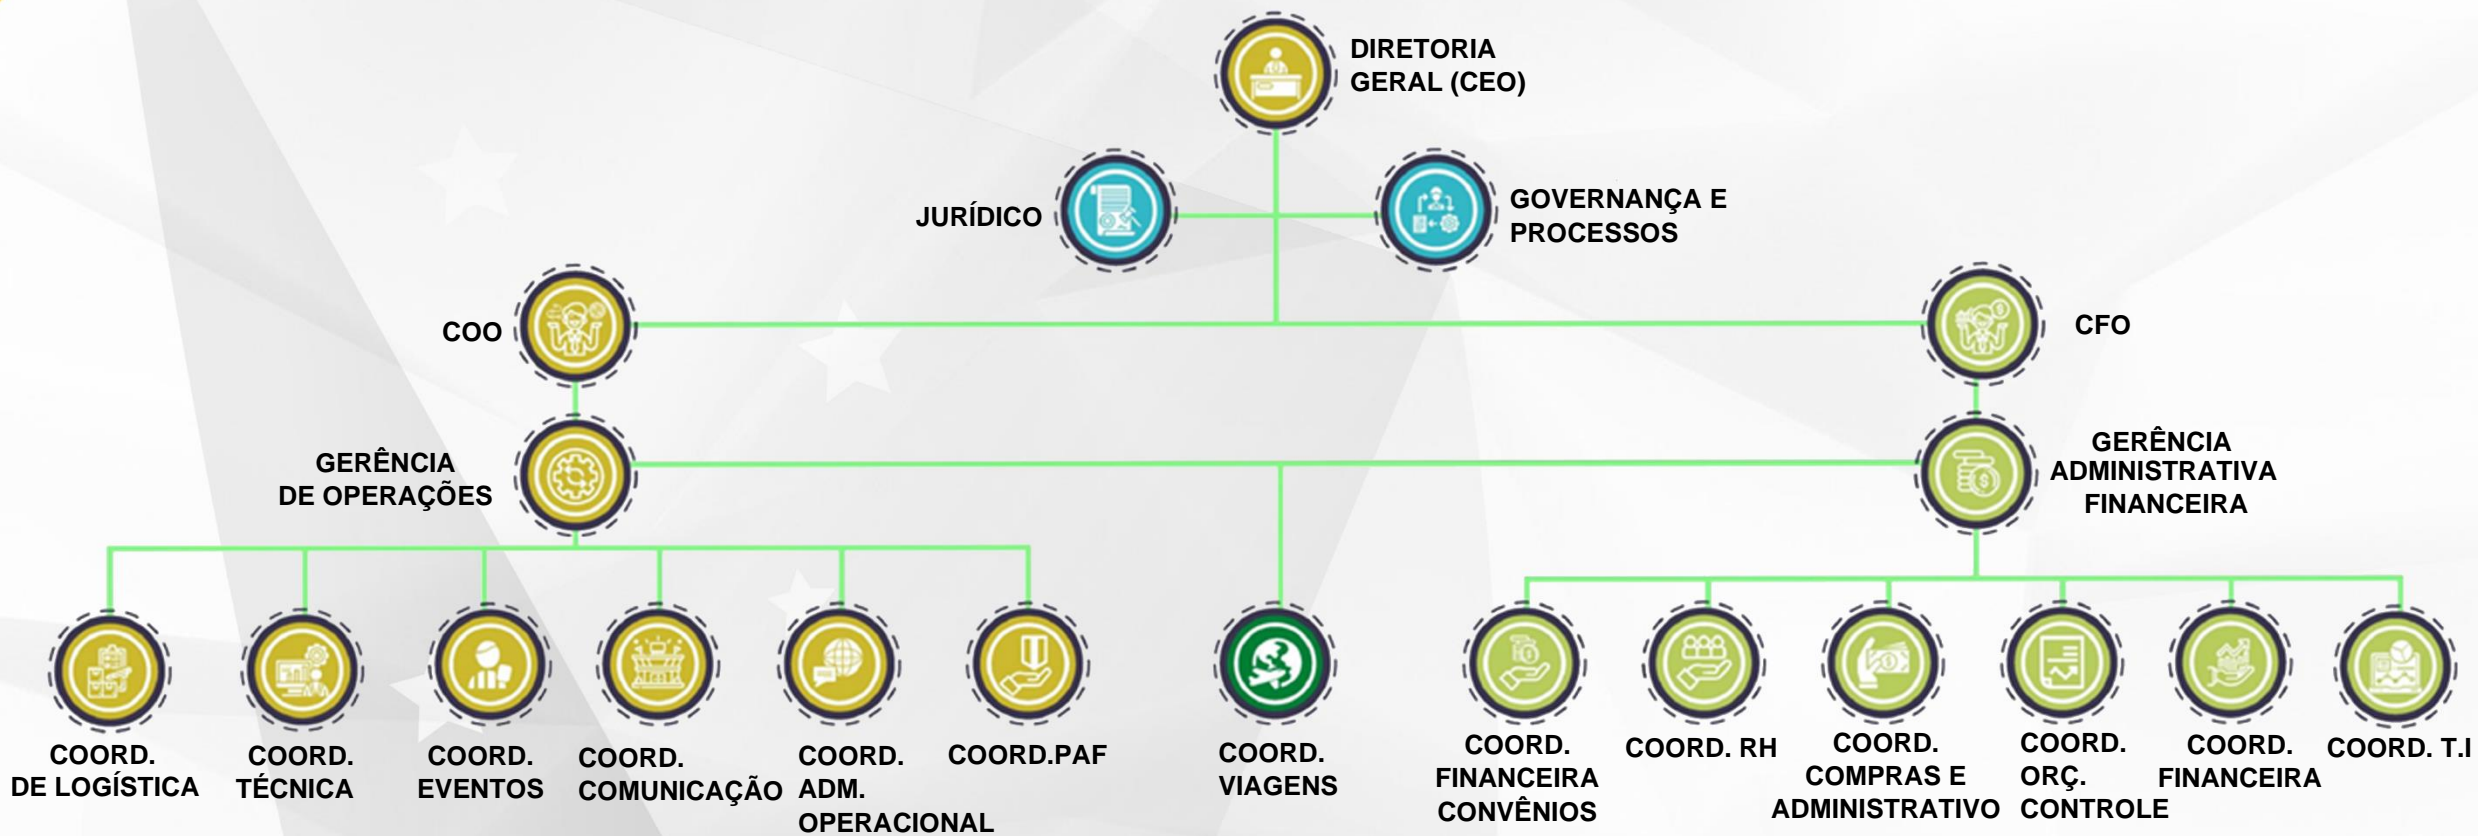 DIRETORIA
GERAL (CEO)
JURÍDICO
GOVERNANÇA E
PROCESSOS
COO
CFO
GERÊNCIA
DE OPERAÇÕES
GERÊNCIA
ADMINISTRATIVA
FINANCEIRA
COORD.
DE LOGÍSTICA
COORD.
TÉCNICA
COORD.
EVENTOS
COORD.
COMUNICAÇÃO
COORD.
ADM.
OPERACIONAL
COORD.PAF
COORD.
VIAGENS
COORD.
FINANCEIRA
CONVÊNIOS
COORD. RH
COORD.
COMPRAS E
ADMINISTRATIVO
COORD.
ORÇ.
CONTROLE
COORD.
FINANCEIRA
COORD. T.I